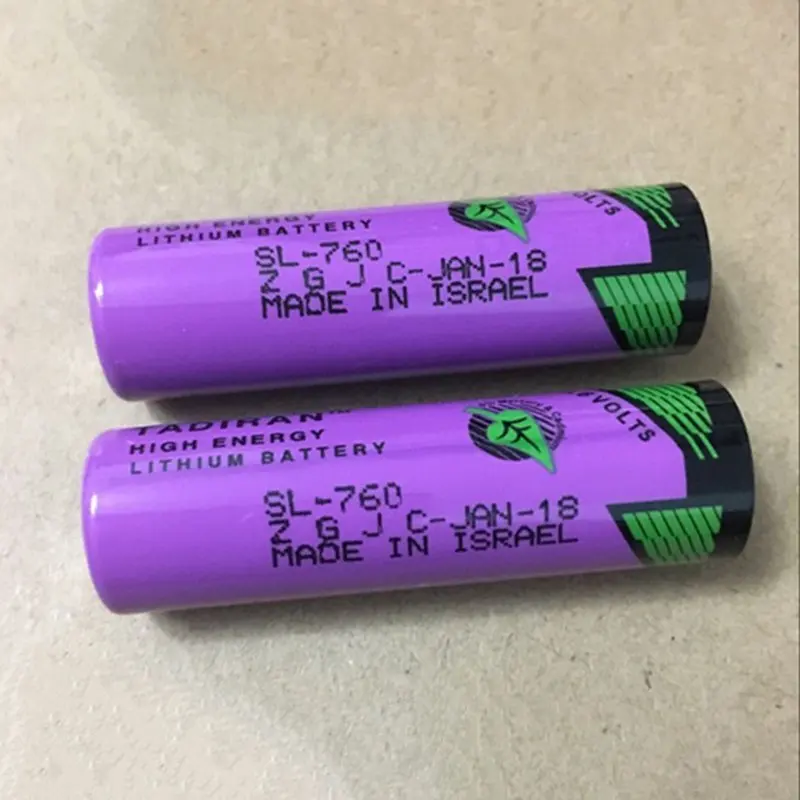 HIGH ENERGY
LITHIUM BATTERY
VOLTS
SL-760
Z G J C-JAN-18
MADE IN ISRAEL
TADIRAN™
HIGH ENERGY
LITHIUM BATTERY
VOLTS
SL-760
Z G J C-JAN-18
MADE IN ISRAEL